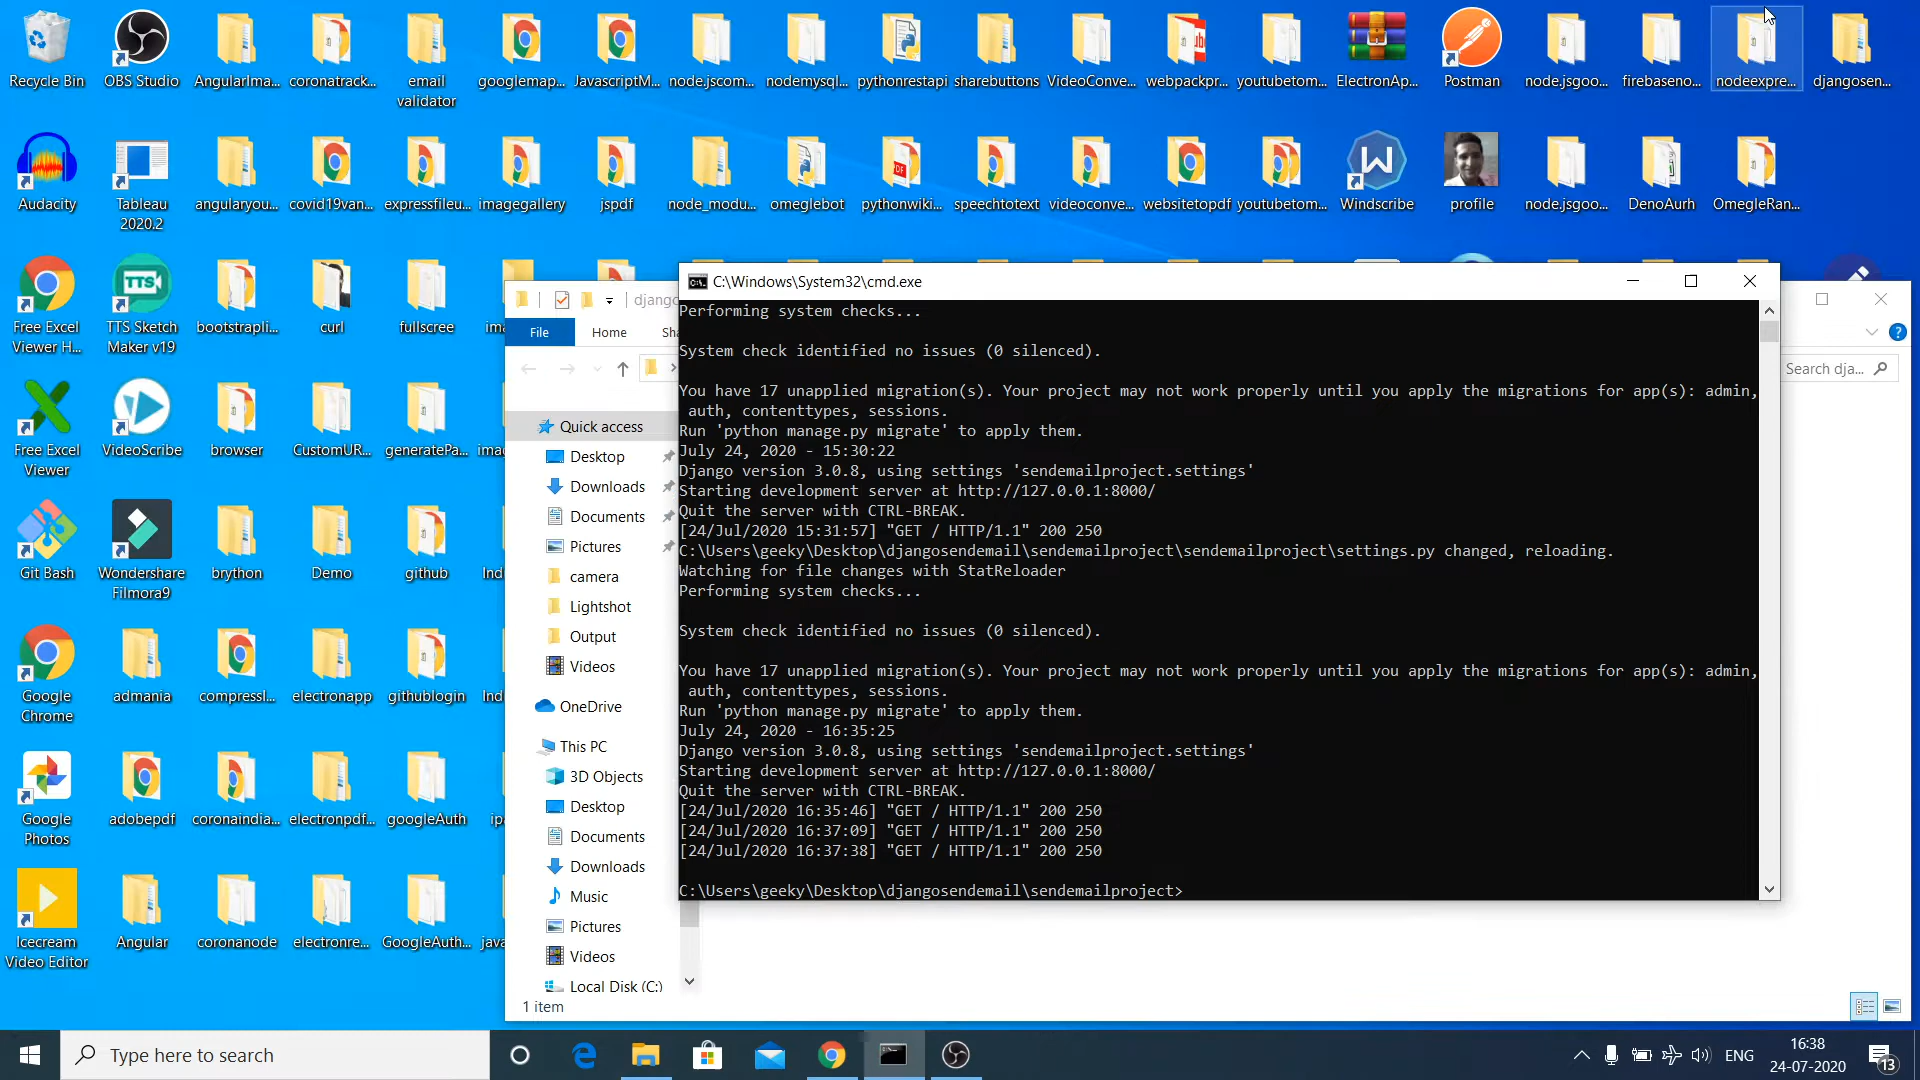 Recycle Bin
OBS Studio
AngularIma...
coronatrack...
email
validator
googlemap...
JavascriptM...
node.jscom...
nodemysql...
pythonrestapi
sharebuttons
VideoConve...
webpackpr...
youtubetom...
ElectronAp...
Postman
node.jsgoo...
firebaseno...
nodeexpre...
djangosen...
Audacity
Tableau
2020.2
angularyou...
covid19van...
expressfileu...
imagegallery
jspdf
node_modu...
omeglebot
pythonwiki...
speechtotext
videoconve...
websitetopdf
youtubetom...
Windscribe
profile
node.jsgoo...
DenoAurh
OmegleRan...
Free Excel
Viewer H...
TTS
TTS Sketch
Maker v19
bootstrapli...
curl
fullscree
Free Excel
Viewer
VideoScribe
browser
CustomUR...
generatePa...
Git Bash
Wondershare
Filmora9
brython
Demo
github
Google
Chrome
admania
compressI...
electronapp
githublogin
Google
Photos
adobepdf
coronaindia...
electronpdf...
googleAuth
Icecream
Video Editor
Angular
coronanode
electronre...
GoogleAuth...
File
Home
Search dja...
Quick access
Desktop
Downloads
Documents
Pictures
camera
Lightshot
Output
Videos
OneDrive
This PC
3D Objects
Desktop
Documents
Downloads
Music
Pictures
Videos
Local Disk (C:)
1 item
C:\Windows\System32\cmd.exe
Performing system checks...
System check identified no issues (0 silenced).
You have 17 unapplied migration(s). Your project may not work properly until you apply the migrations for app(s): admin,
auth, contenttypes, sessions.
Run 'python manage.py migrate' to apply them.
July 24, 2020 - 15:30:22
Django version 3.0.8, using settings 'sendemailproject.settings'
Starting development server at http://127.0.0.1:8000/
Quit the server with CTRL-BREAK.
[24/Jul/2020 15:31:57] "GET / HTTP/1.1" 200 250
C:\Users\geeky\Desktop\djangosendemail\sendemailproject\sendemailproject\settings.py changed, reloading.
Watching for file changes with StatReloader
Performing system checks...
System check identified no issues (0 silenced).
You have 17 unapplied migration(s). Your project may not work properly until you apply the migrations for app(s): admin,
auth, contenttypes, sessions.
Run 'python manage.py migrate' to apply them.
July 24, 2020 - 16:35:25
Django version 3.0.8, using settings 'sendemailproject.settings'
Starting development server at http://127.0.0.1:8000/
Quit the server with CTRL-BREAK.
[24/Jul/2020 16:35:46] "GET / HTTP/1.1" 200 250
[24/Jul/2020 16:37:09] "GET / HTTP/1.1" 200 250
[24/Jul/2020 16:37:38] "GET / HTTP/1.1" 200 250
C:\Users\geeky\Desktop\djangosendemail\sendemailproject>
Type here to search
ENG
16:38
24-07-2020
13